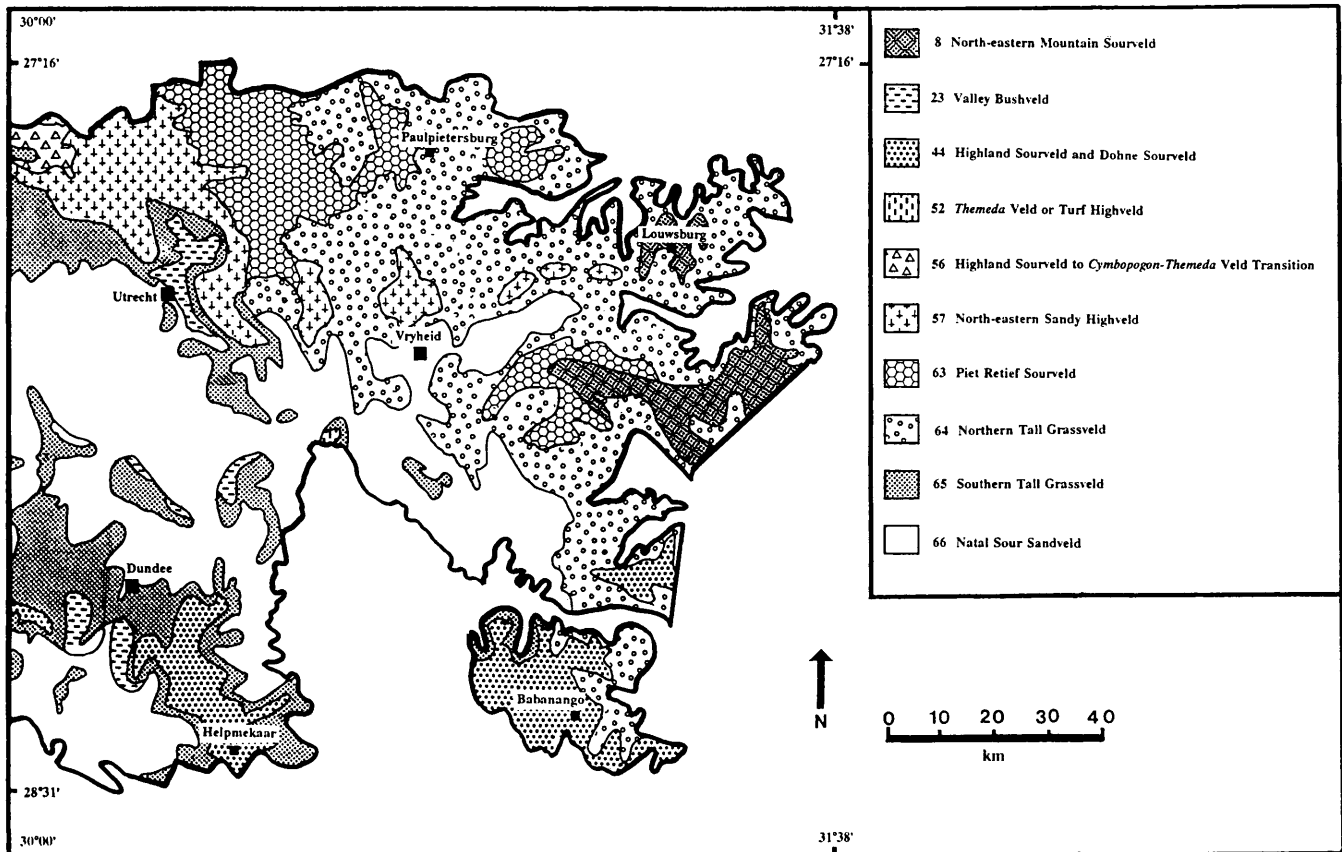 30°00'
31°38'
27°16'
27°16'
Paulpietersburg
Louwsburg
Utrecht
Vryheid
Dundee
Babanango
Helpmekaar
28°31'
30°00'
31°38'
N
8 North-eastern Mountain Sourveld
23 Valley Bushveld
44 Highland Sourveld and Dohne Sourveld
52 Themeda Veld or Turf Highveld
56 Highland Sourveld to Cymbopogon-Themeda Veld Transition
57 North-eastern Sandy Highveld
63 Piet Retief Sourveld
64 Northern Tall Grassveld
65 Southern Tall Grassveld
66 Natal Sour Sandveld
0 10 20 30 40
km